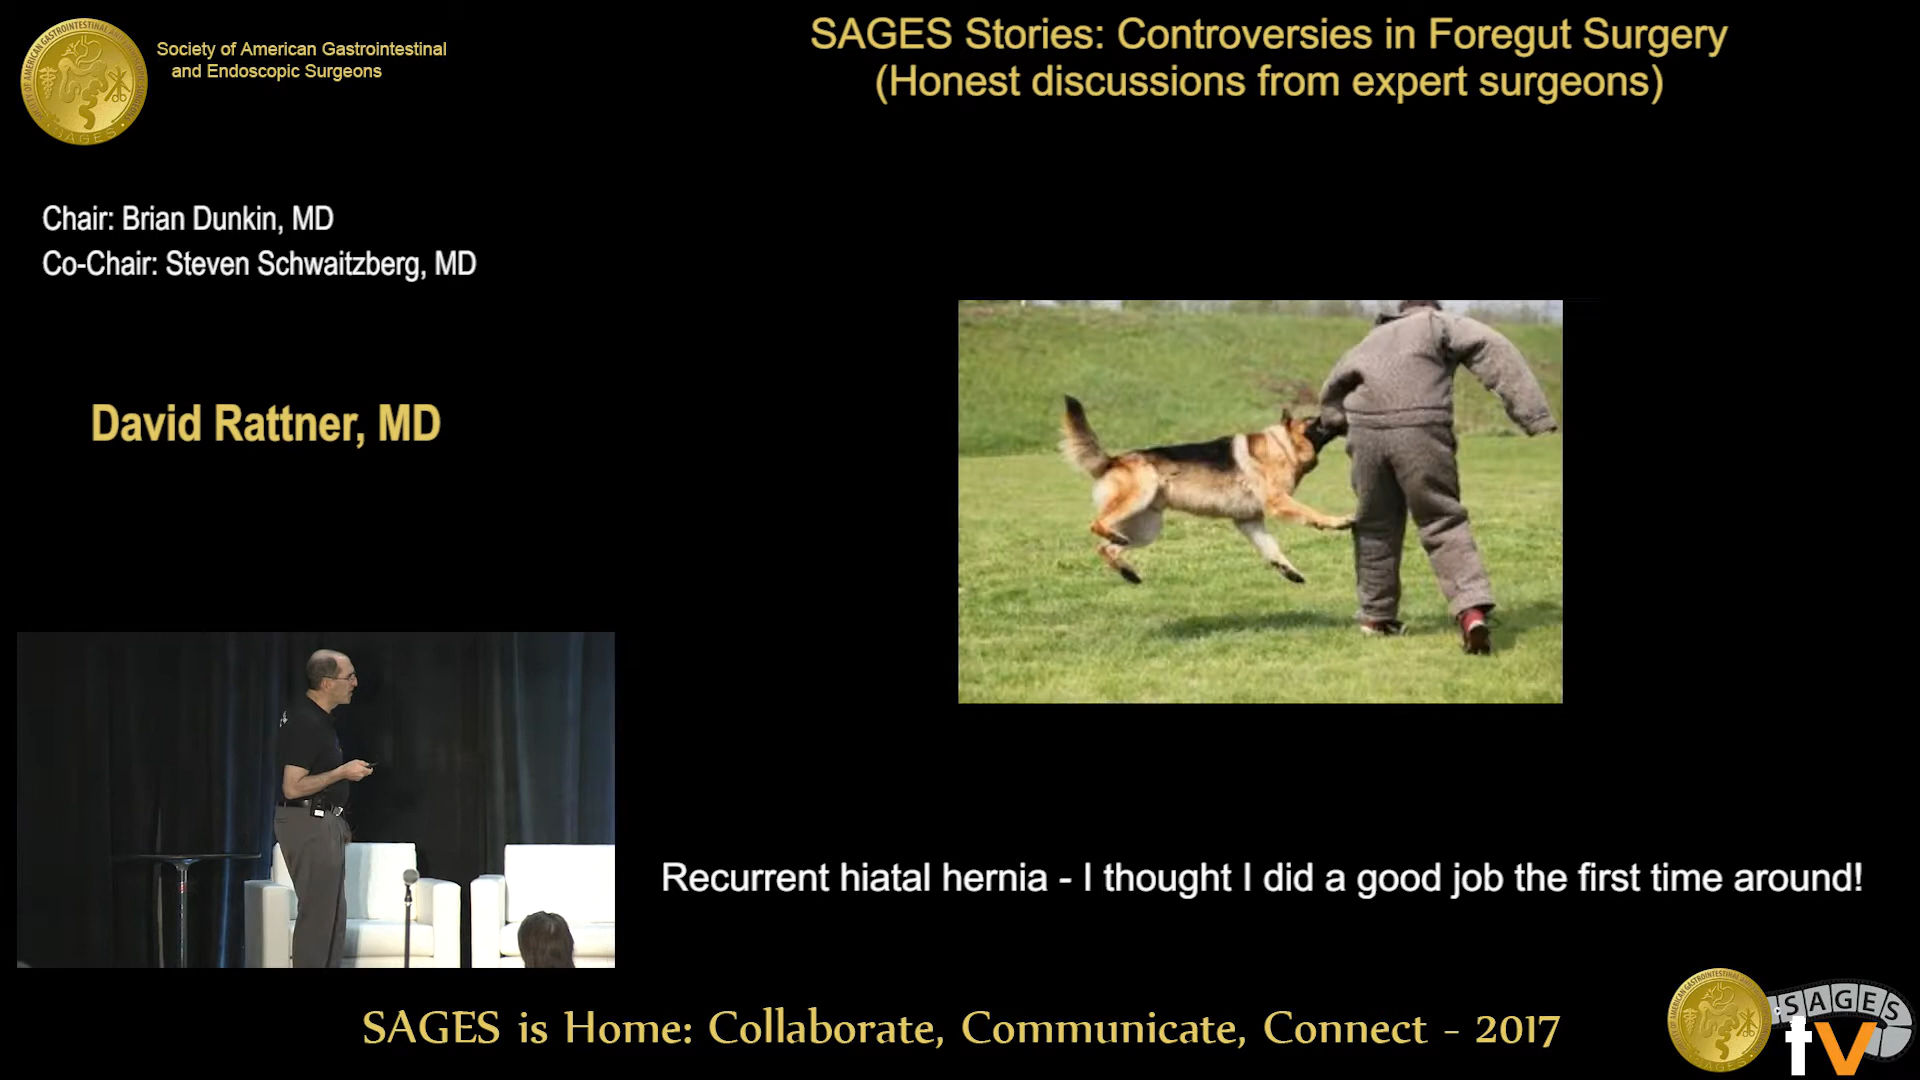 Society of American Gastrointestinal
and Endoscopic Surgeons
SAGES Stories: Controversies in Foregut Surgery
(Honest discussions from expert surgeons)
Chair: Brian Dunkin, MD
Co-Chair: Steven Schwaitzberg, MD
David Rattner, MD
Recurrent hiatal hernia - I thought I did a good job the first time around!
SAGES is Home: Collaborate, Communicate, Connect - 2017
SAGES
SAGES
tv